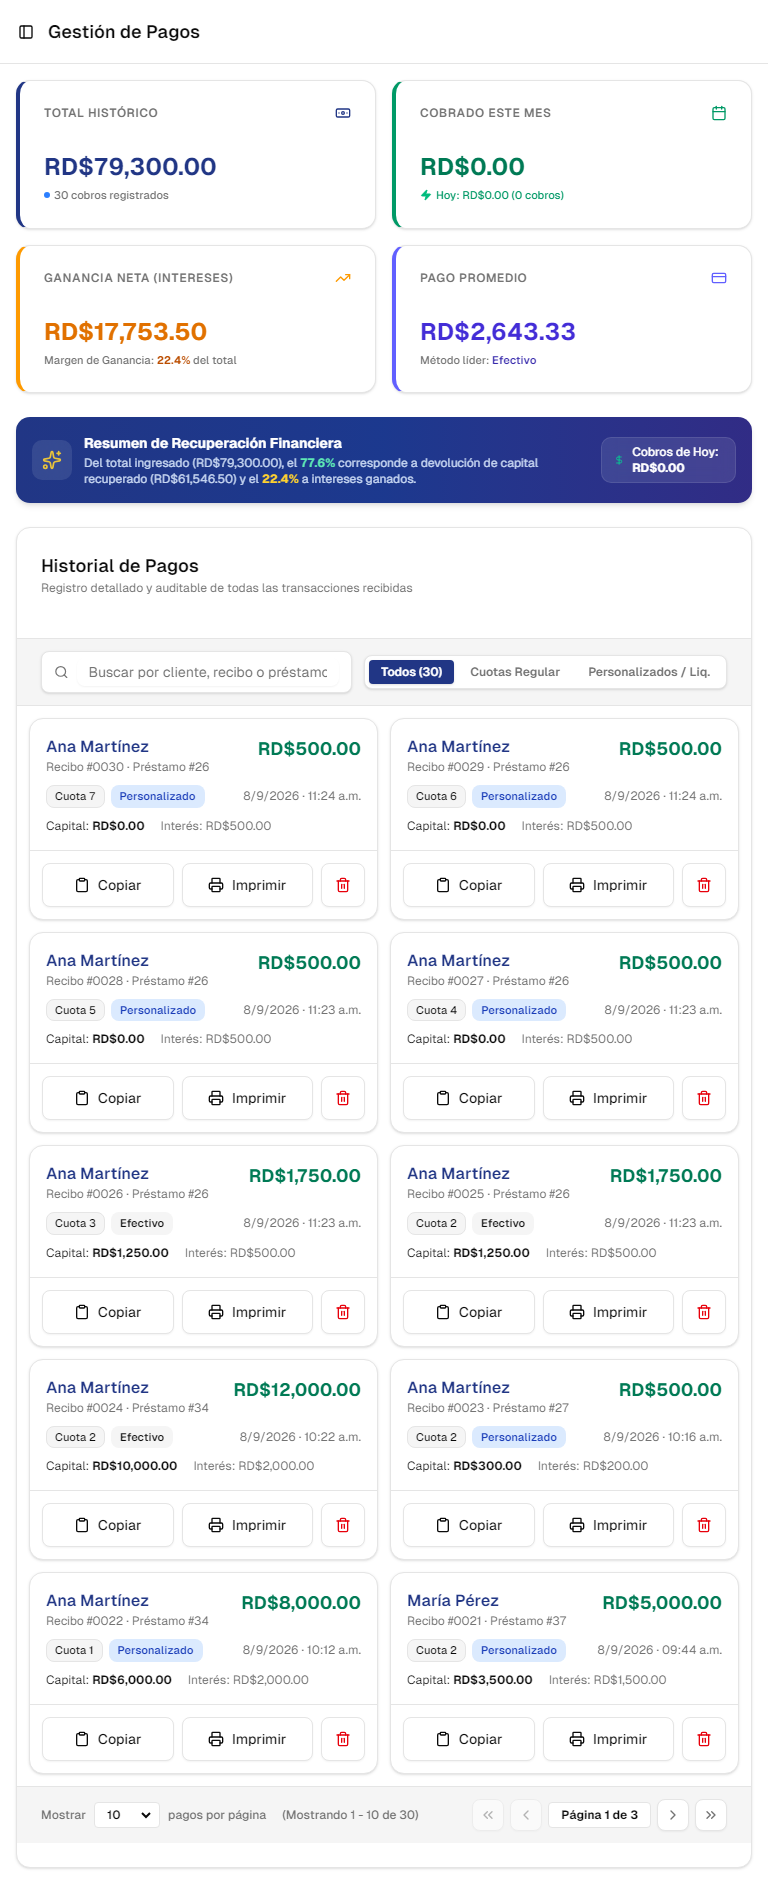 Gestión de Pagos
TOTAL HISTÓRICO
RD$79,300.00
30 cobros registrados
COBRADO ESTE MES
RD$0.00
Hoy: RD$0.00 (0 cobros)
GANANCIA NETA (INTERESES)
RD$17,753.50
Margen de Ganancia: 22.4% del total
PAGO PROMEDIO
RD$2,643.33
Método líder: Efectivo
Resumen de Recuperación Financiera
Del total ingresado (RD$79,300.00), el 77.6% corresponde a devolución de capital
recuperado (RD$61,546.50) y el 22.4% a intereses ganados.
$
Cobros de Hoy:
RD$0.00
Historial de Pagos
Registro detallado y auditable de todas las transacciones recibidas
Buscar por cliente, recibo o préstamo
Todos (30)
Cuotas Regular
Personalizados / Liq.
Ana Martínez
RD$500.00
Recibo #0030 · Préstamo #26
Cuota 7
Personalizado
8/9/2026 · 11:24 a.m.
Capital: RD$0.00
Interés: RD$500.00
Copiar
Imprimir
Ana Martínez
RD$500.00
Recibo #0029 · Préstamo #26
Cuota 6
Personalizado
8/9/2026 · 11:24 a.m.
Capital: RD$0.00
Interés: RD$500.00
Copiar
Imprimir
Ana Martínez
RD$500.00
Recibo #0028 · Préstamo #26
Cuota 5
Personalizado
8/9/2026 · 11:23 a.m.
Capital: RD$0.00
Interés: RD$500.00
Copiar
Imprimir
Ana Martínez
RD$500.00
Recibo #0027 · Préstamo #26
Cuota 4
Personalizado
8/9/2026 · 11:23 a.m.
Capital: RD$0.00
Interés: RD$500.00
Copiar
Imprimir
Ana Martínez
RD$1,750.00
Recibo #0026 · Préstamo #26
Cuota 3
Efectivo
8/9/2026 · 11:23 a.m.
Capital: RD$1,250.00
Interés: RD$500.00
Copiar
Imprimir
Ana Martínez
RD$1,750.00
Recibo #0025 · Préstamo #26
Cuota 2
Efectivo
8/9/2026 · 11:23 a.m.
Capital: RD$1,250.00
Interés: RD$500.00
Copiar
Imprimir
Ana Martínez
RD$12,000.00
Recibo #0024 · Préstamo #34
Cuota 2
Efectivo
8/9/2026 · 10:22 a.m.
Capital: RD$10,000.00
Interés: RD$2,000.00
Copiar
Imprimir
Ana Martínez
RD$500.00
Recibo #0023 · Préstamo #27
Cuota 2
Personalizado
8/9/2026 · 10:16 a.m.
Capital: RD$300.00
Interés: RD$200.00
Copiar
Imprimir
Ana Martínez
RD$8,000.00
Recibo #0022 · Préstamo #34
Cuota 1
Personalizado
8/9/2026 · 10:12 a.m.
Capital: RD$6,000.00
Interés: RD$2,000.00
Copiar
Imprimir
María Pérez
RD$5,000.00
Recibo #0021 · Préstamo #37
Cuota 2
Personalizado
8/9/2026 · 09:44 a.m.
Capital: RD$3,500.00
Interés: RD$1,500.00
Copiar
Imprimir
Mostrar 10 pagos por página (Mostrando 1 - 10 de 30)
Página 1 de 3